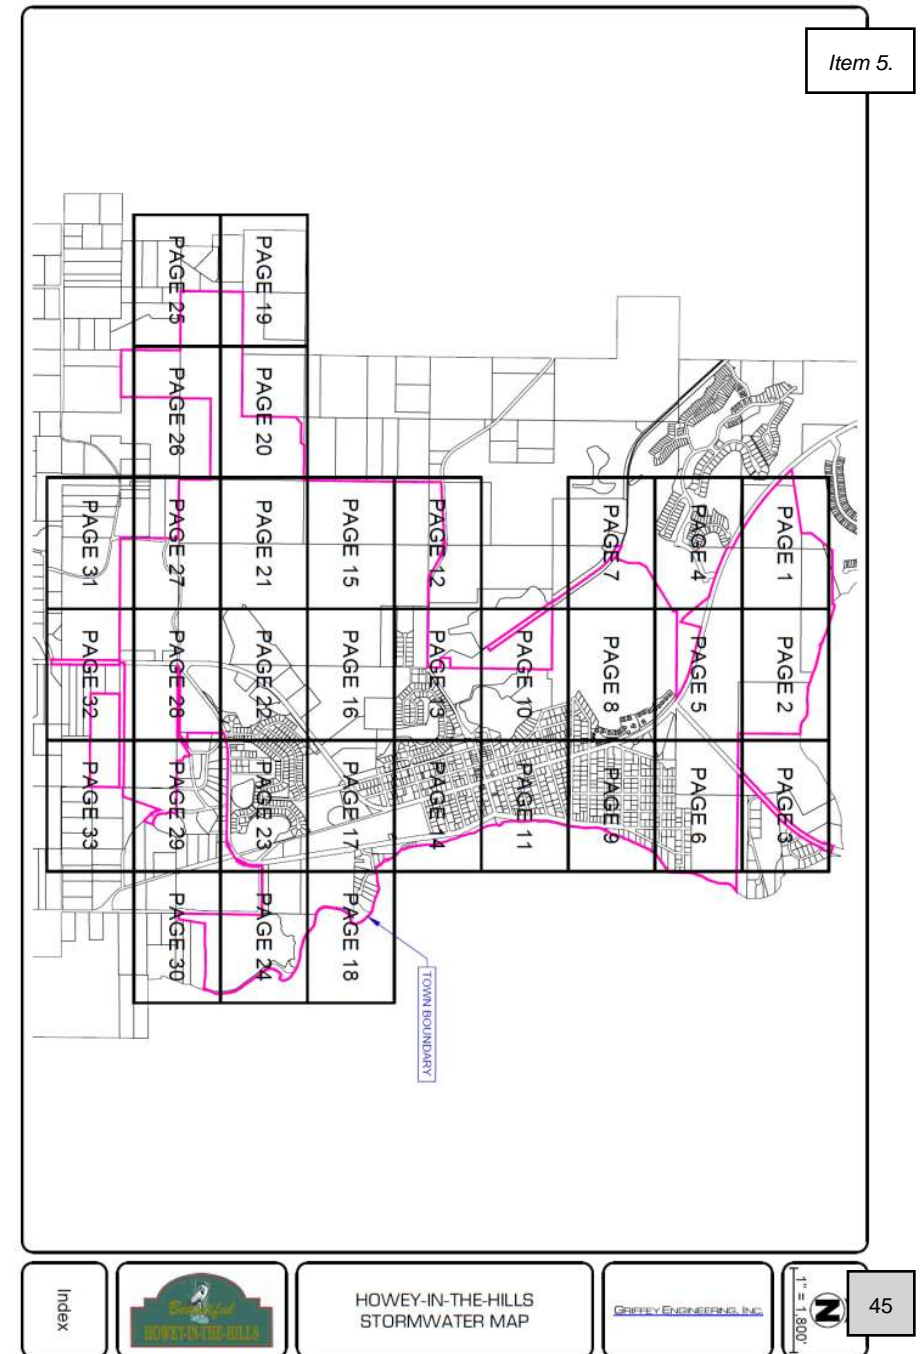 Item 5.
PAGE 1
PAGE 2
PAGE 3
PAGE 4
PAGE 5
PAGE 6
PAGE 7
PAGE 8
PAGE 9
PAGE 10
PAGE 11
PAGE 12
PAGE 13
PAGE 14
PAGE 15
PAGE 16
PAGE 17
PAGE 18
PAGE 19
PAGE 20
PAGE 21
PAGE 22
PAGE 23
PAGE 24
PAGE 25
PAGE 26
PAGE 27
PAGE 28
PAGE 29
PAGE 30
PAGE 31
PAGE 32
PAGE 33
TOWN BOUNDARY
Index
Beautiful
HOWEY-IN-THE-HILLS
HOWEY-IN-THE-HILLS
STORMWATER MAP
GRIFFEY ENGINEERING, INC.
N
1" = 1,800'
45